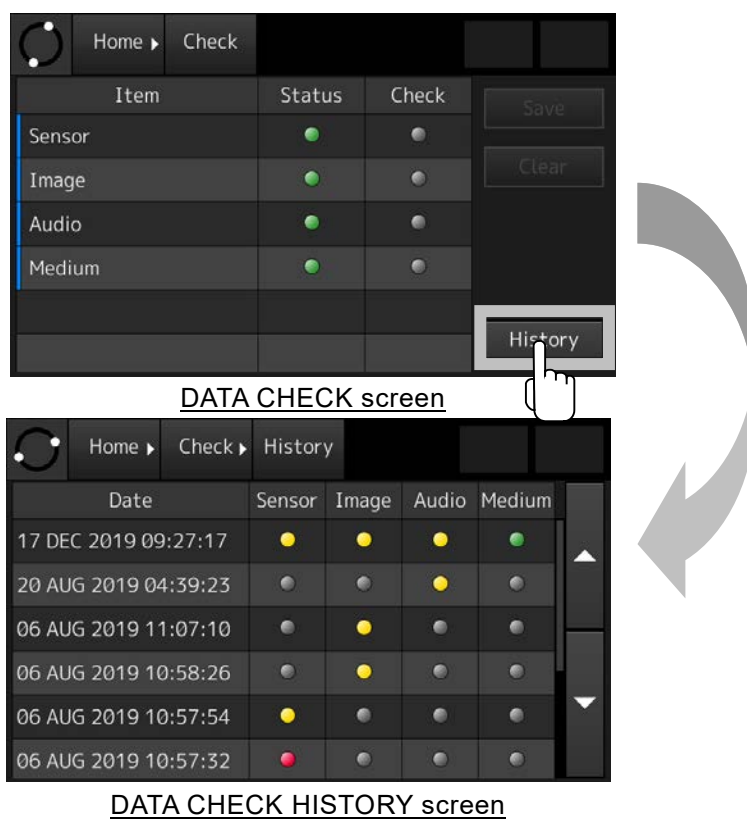 Home Check
Item Status Check
Save
Sensor
Clear
Image
Audio
Medium
History
DATA CHECK screen
Home Check History
Date Sensor Image Audio Medium
17 DEC 2019 09:27:17
20 AUG 2019 04:39:23
06 AUG 2019 11:07:10
06 AUG 2019 10:58:26
06 AUG 2019 10:57:54
06 AUG 2019 10:57:32
DATA CHECK HISTORY screen